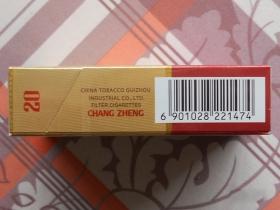 20
CHINA TOBACCO GUIZHOU
INDUSTRIAL CO., LTD.
FILTER CIGARETTES
CHANG ZHENG
6 901028 221474